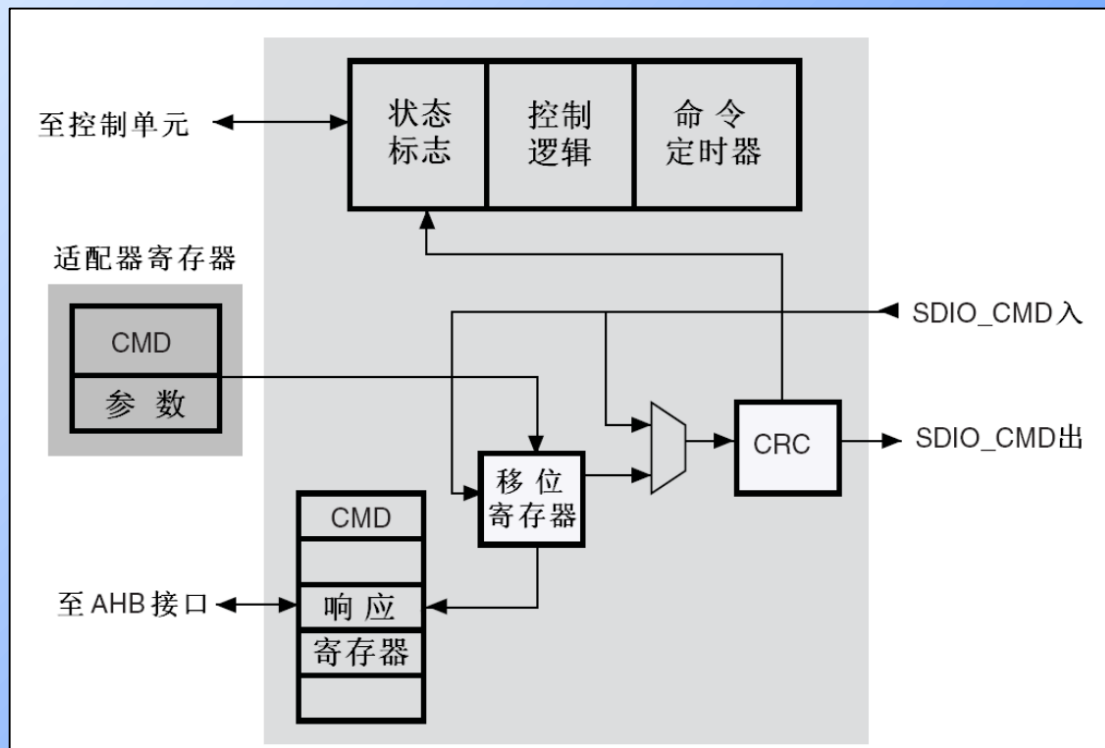 至控制单元
状态
标志
控制
逻辑
命令
定时器
适配器寄存器
CMD
参数
SDIO_CMD入
SDIO_CMD出
CRC
移位
寄存器
CMD
响应
寄存器
至AHB接口